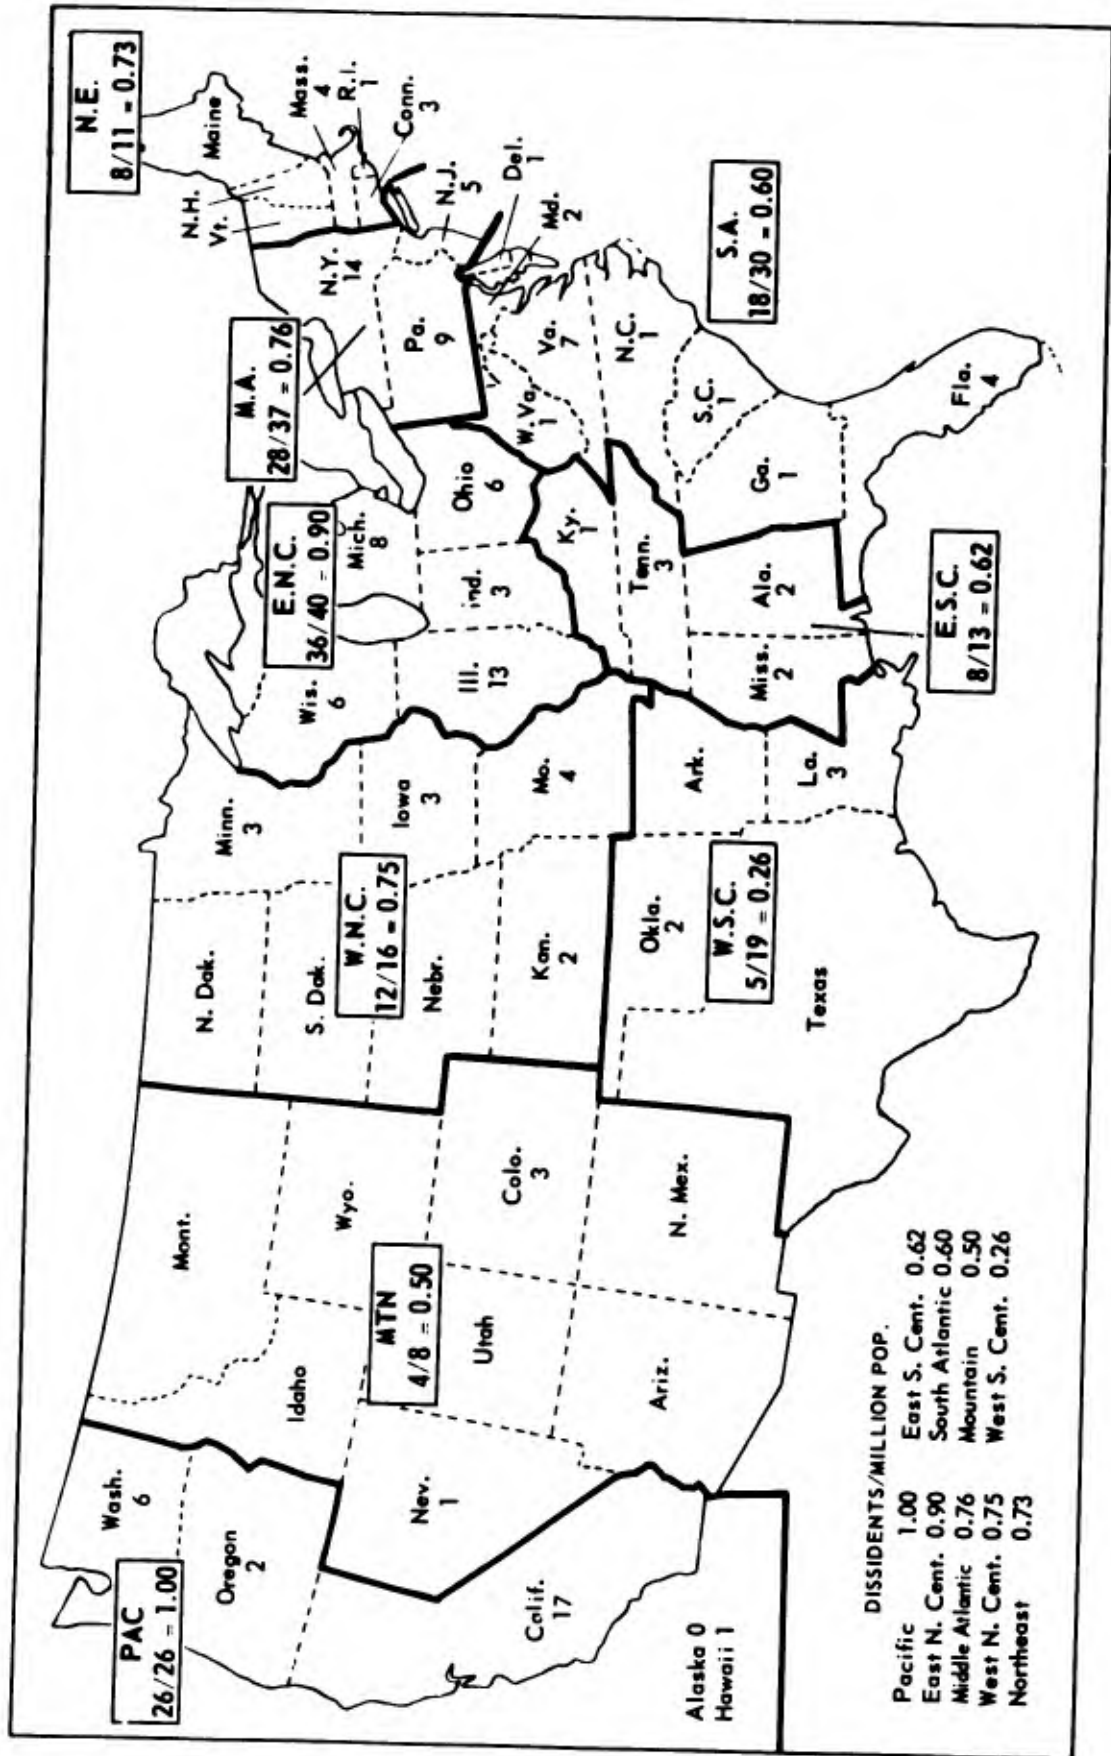 PAC
26/26 = 1.00
Wash.
6
Oregon
2
Calif.
17
Nev.
1
Idaho
Mont.
Wyo.
MTN
4/8 = 0.50
Utah
Colo.
3
Ariz.
N. Mex.
Alaska 0
Hawaii 1
N. Dak.
S. Dak.
W.N.C.
12/16 = 0.75
Nebr.
Kan.
2
Minn.
3
Iowa
3
Mo.
4
Okla.
2
W.S.C.
5/19 = 0.26
Texas
Ark.
La.
3
Wis.
6
E.N.C.
36/40 = 0.90
Mich.
8
Ill.
13
Ind.
3
Ohio
6
Ky.
1
Tenn.
3
Miss.
2
Ala.
2
E.S.C.
8/13 = 0.62
M.A.
28/37 = 0.76
N.Y.
14
Pa.
9
N.J.
5
N.E.
8/11 = 0.73
Maine
N.H.
Vt.
Mass.
4
R.I.
1
Conn.
3
Del.
1
Md.
2
W.Va.
1
Va.
7
N.C.
1
S.C.
1
Ga.
1
Fla.
4
S.A.
18/30 = 0.60
DISSIDENTS/MILLION POP.
Pacific 1.00 East S. Cent. 0.62
East N. Cent. 0.90 South Atlantic 0.60
Middle Atlantic 0.76 Mountain 0.50
West N. Cent. 0.75 West S. Cent. 0.26
Northeast 0.73